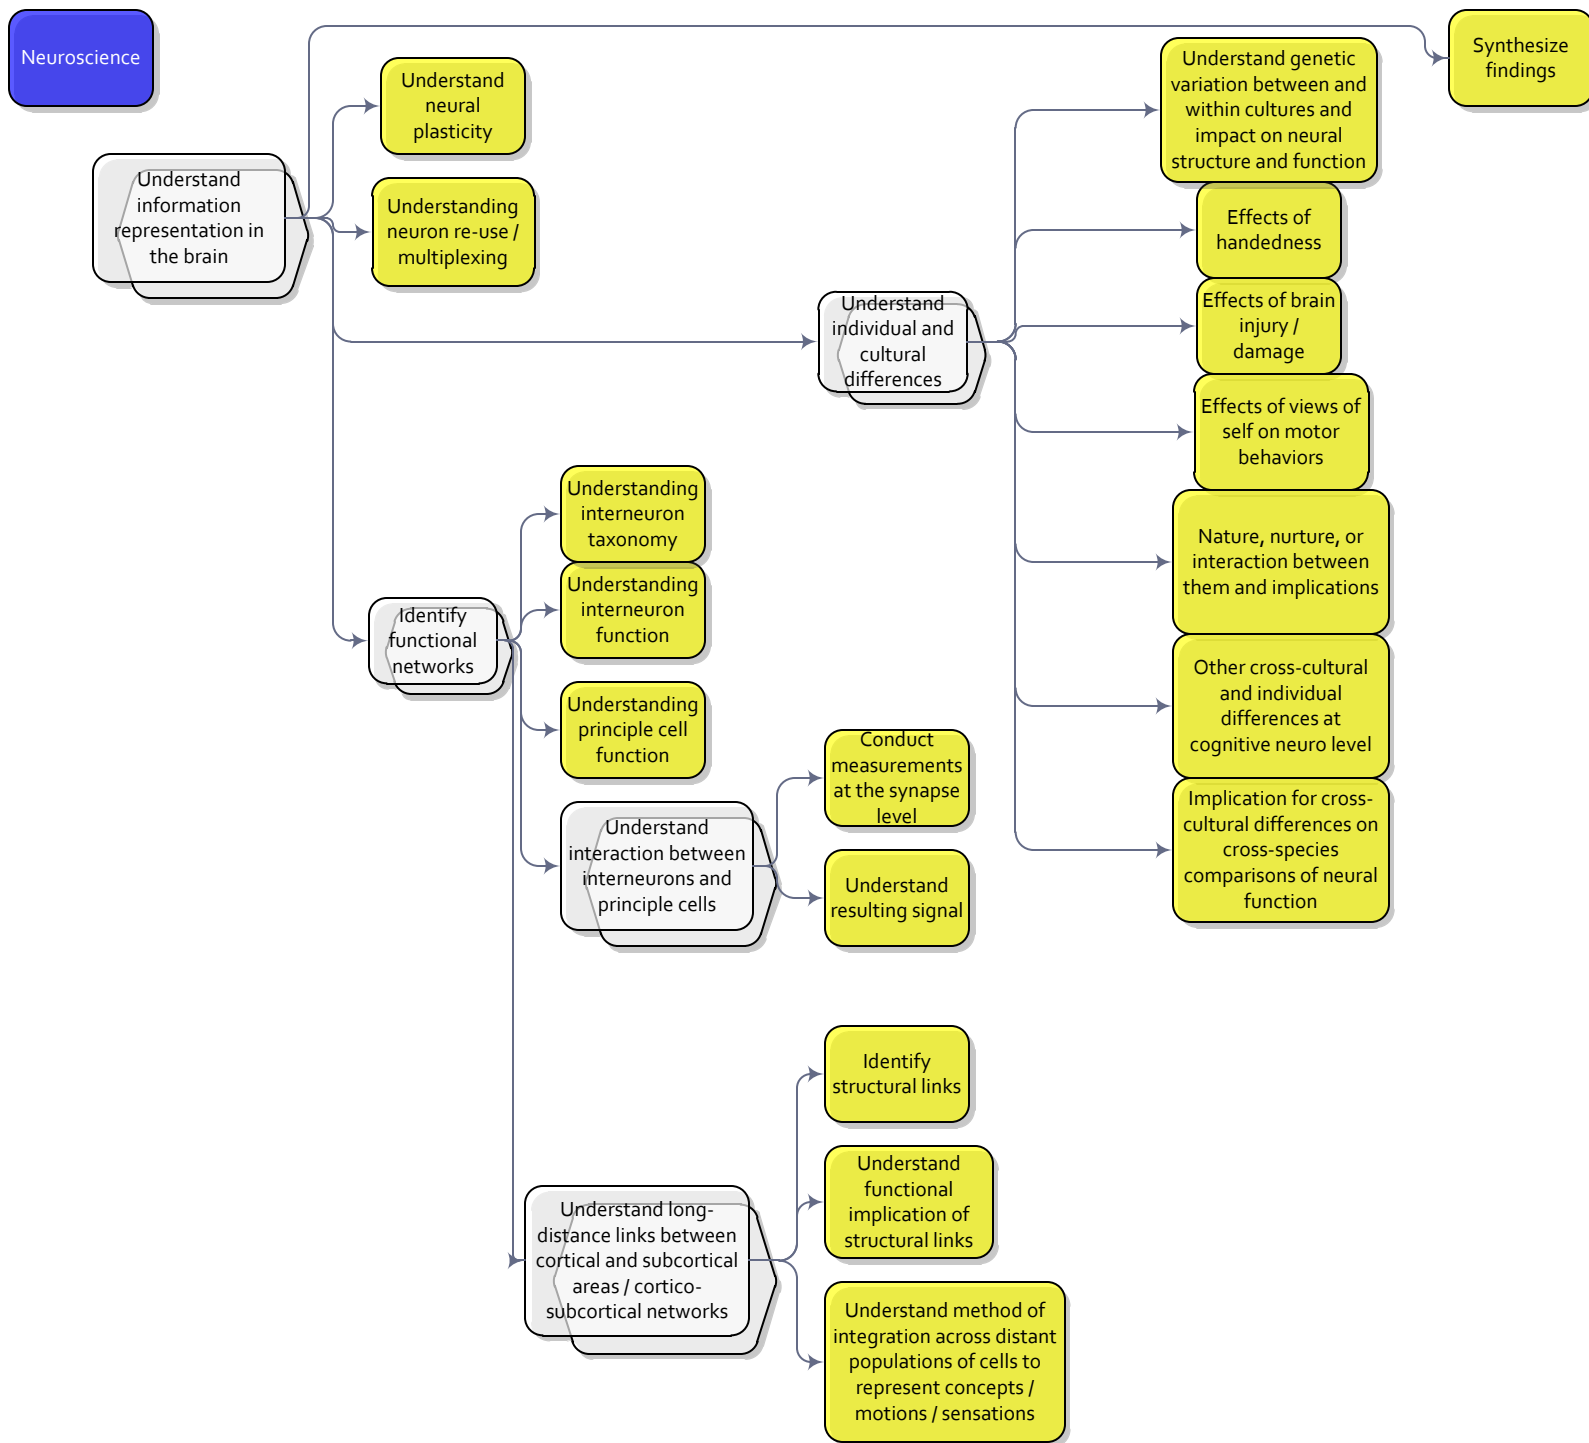 Neuroscience
Synthesize
findings
Understand
neural
plasticity
Understand
information
representation in
the brain
Understanding
neuron re-use /
multiplexing
Understand genetic
variation between and
within cultures and
impact on neural
structure and function
Effects of
handedness
Understand
individual and
cultural
differences
Effects of brain
injury /
damage
Effects of views of
self on motor
behaviors
Nature, nurture, or
interaction between
them and implications
Other cross-cultural
and individual
differences at
cognitive neuro level
Implication for cross-
cultural differences on
cross-species
comparisons of neural
function
Identify
functional
networks
Understanding
interneuron
taxonomy
Understanding
interneuron
function
Understanding
principle cell
function
Understand
interaction between
interneurons and
principle cells
Conduct
measurements
at the synapse
level
Understand
resulting signal
Understand long-
distance links between
cortical and subcortical
areas / cortico-
subcortical networks
Identify
structural links
Understand
functional
implication of
structural links
Understand method of
integration across distant
populations of cells to
represent concepts /
motions / sensations